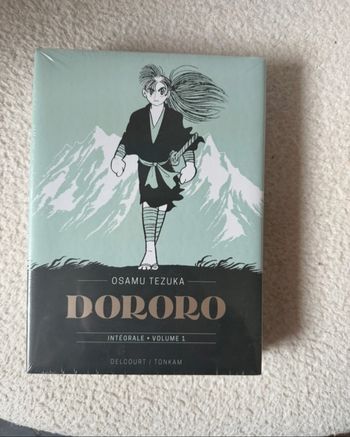 OSAMU TEZUKA
DORORO
INTÉGRALE • VOLUME 1
DELCOURT / TONKAM